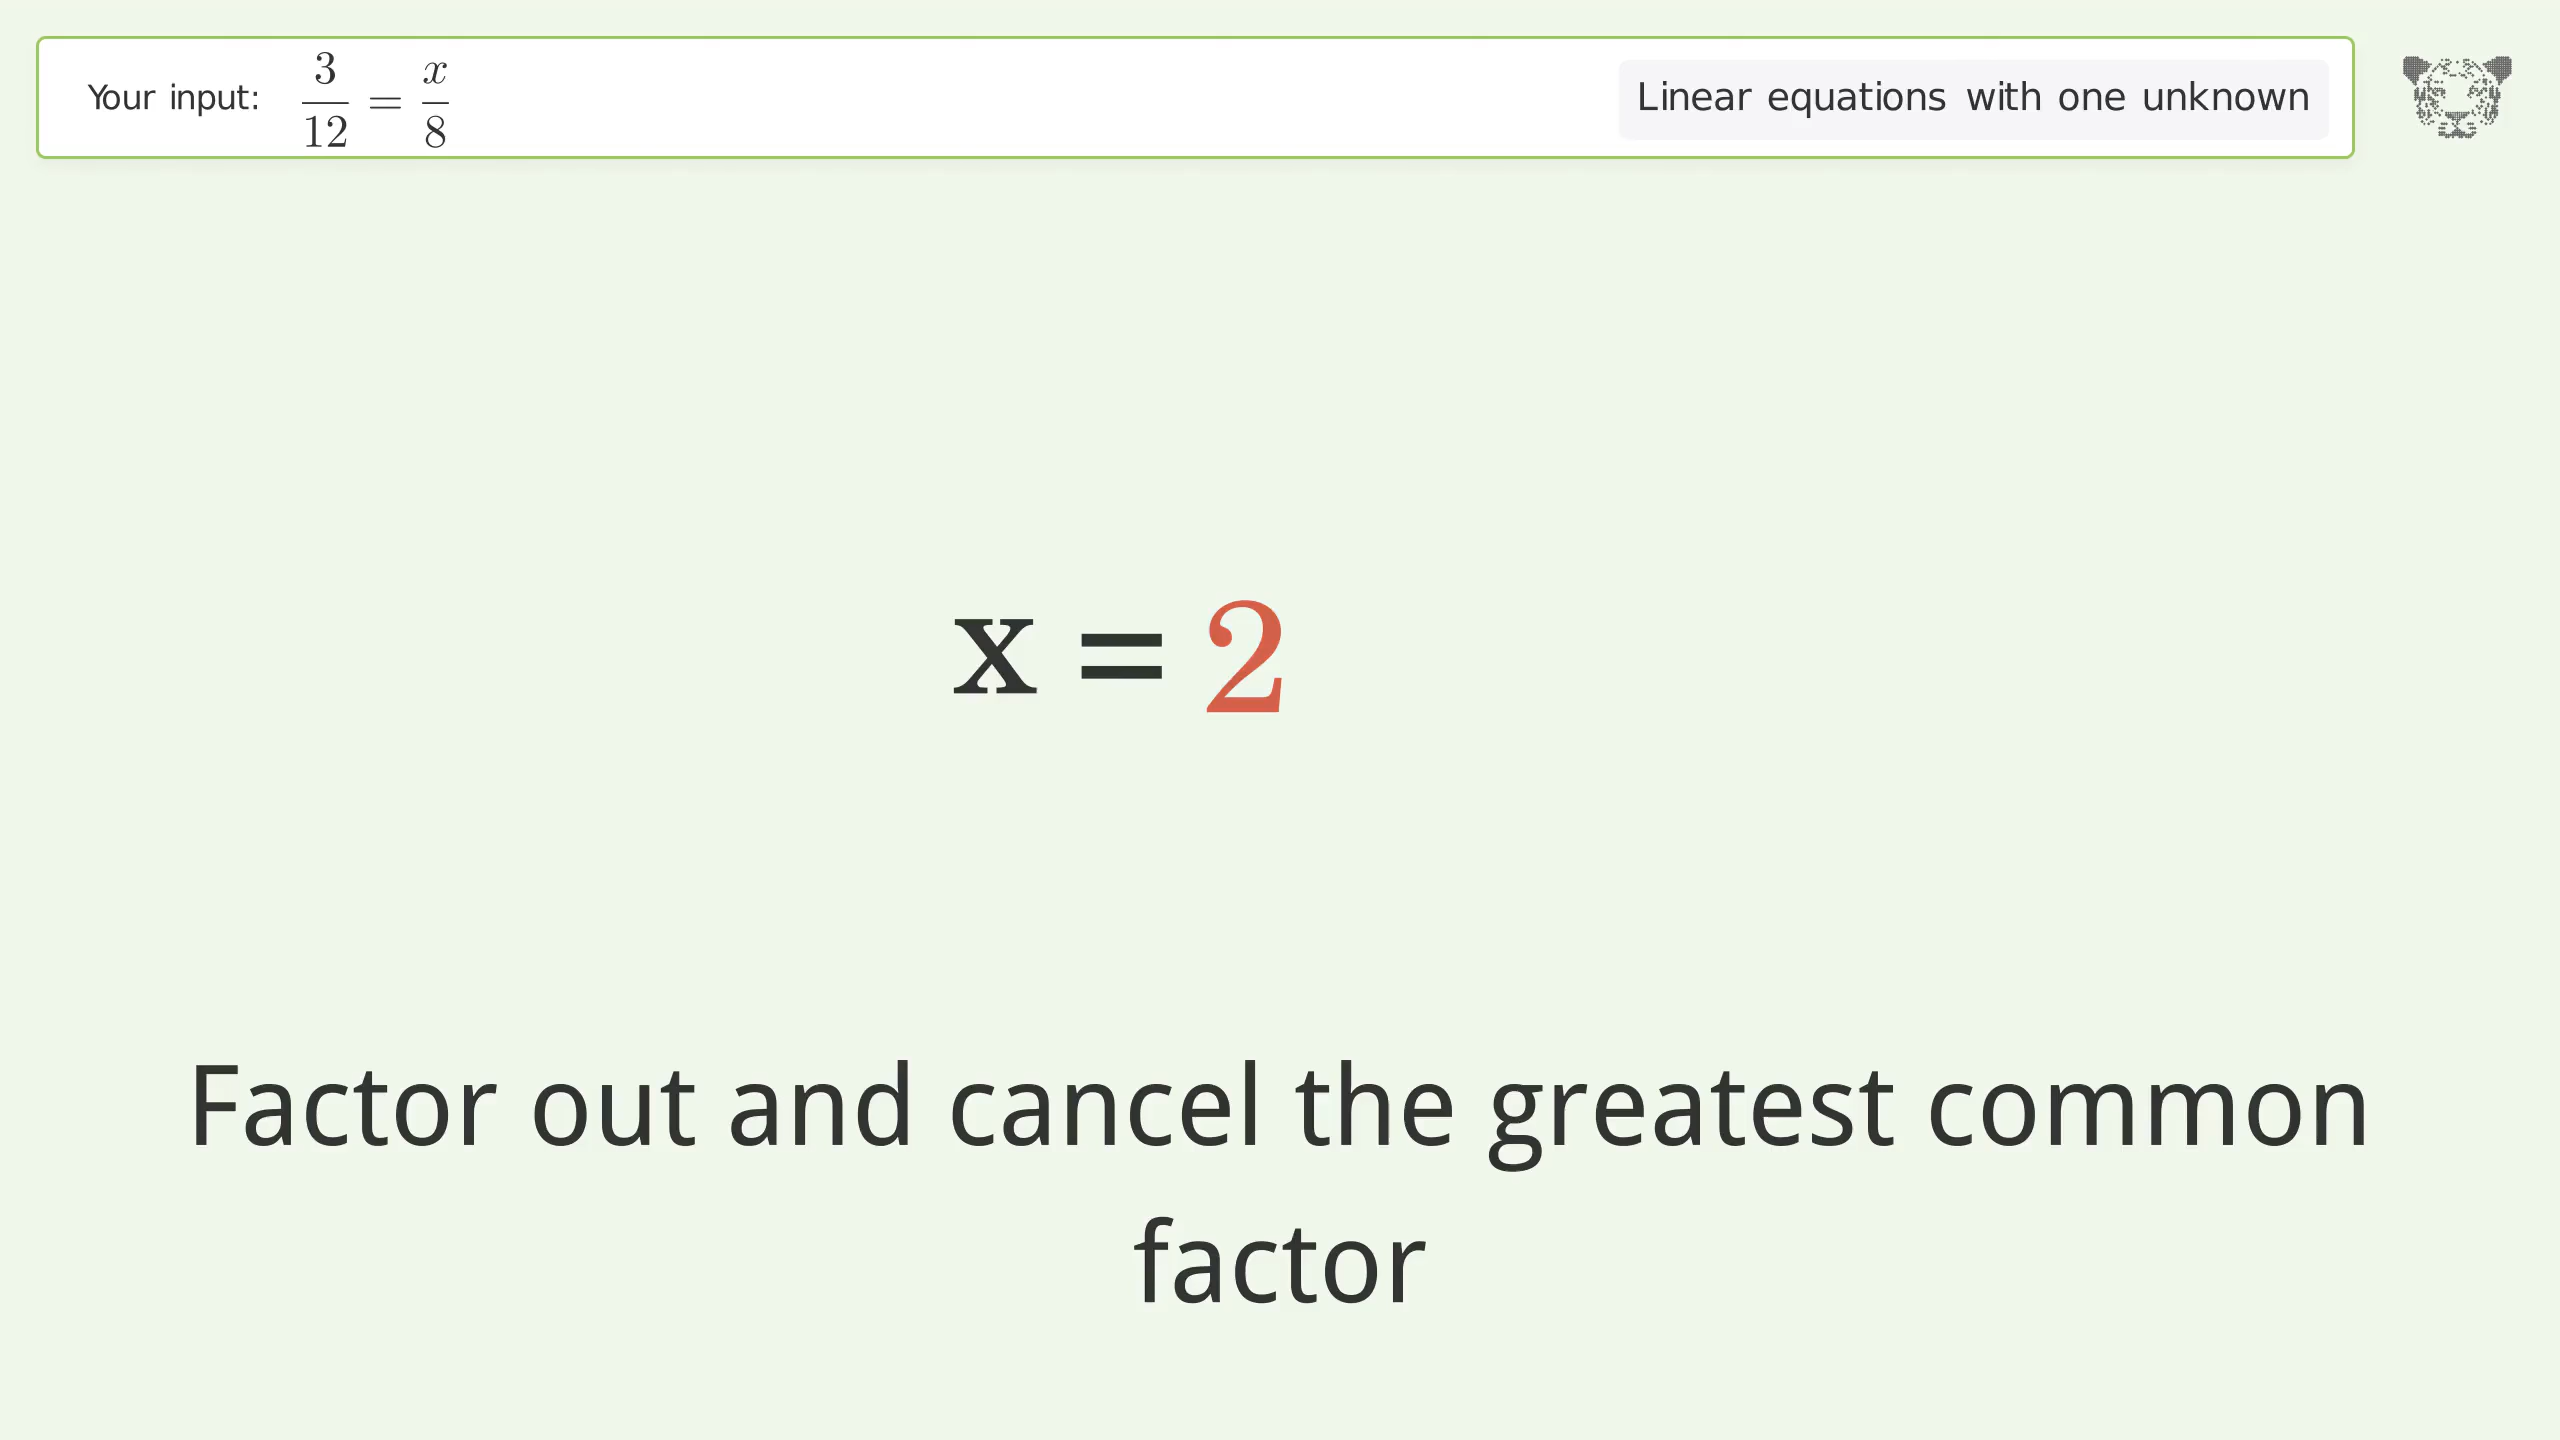 Your input: 3/12 = x/8
Linear equations with one unknown
x = 2
Factor out and cancel the greatest common
factor